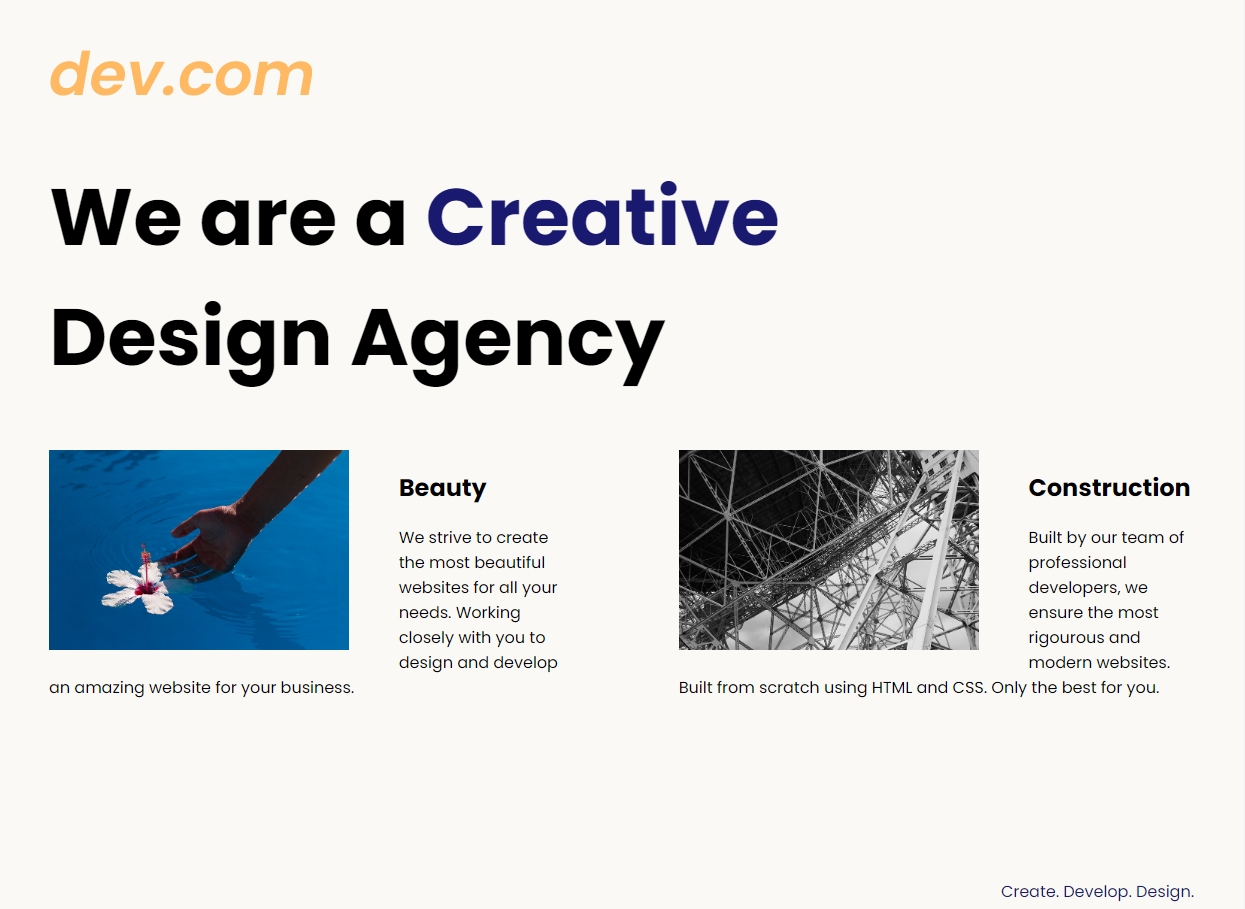 dev.com
We are a Creative
Design Agency
Beauty
We strive to create
the most beautiful
websites for all your
needs. Working
closely with you to
design and develop
an amazing website for your business.
Construction
Built by our team of
professional
developers, we
ensure the most
rigourous and
modern websites.
Built from scratch using HTML and CSS. Only the best for you.
Create. Develop. Design.